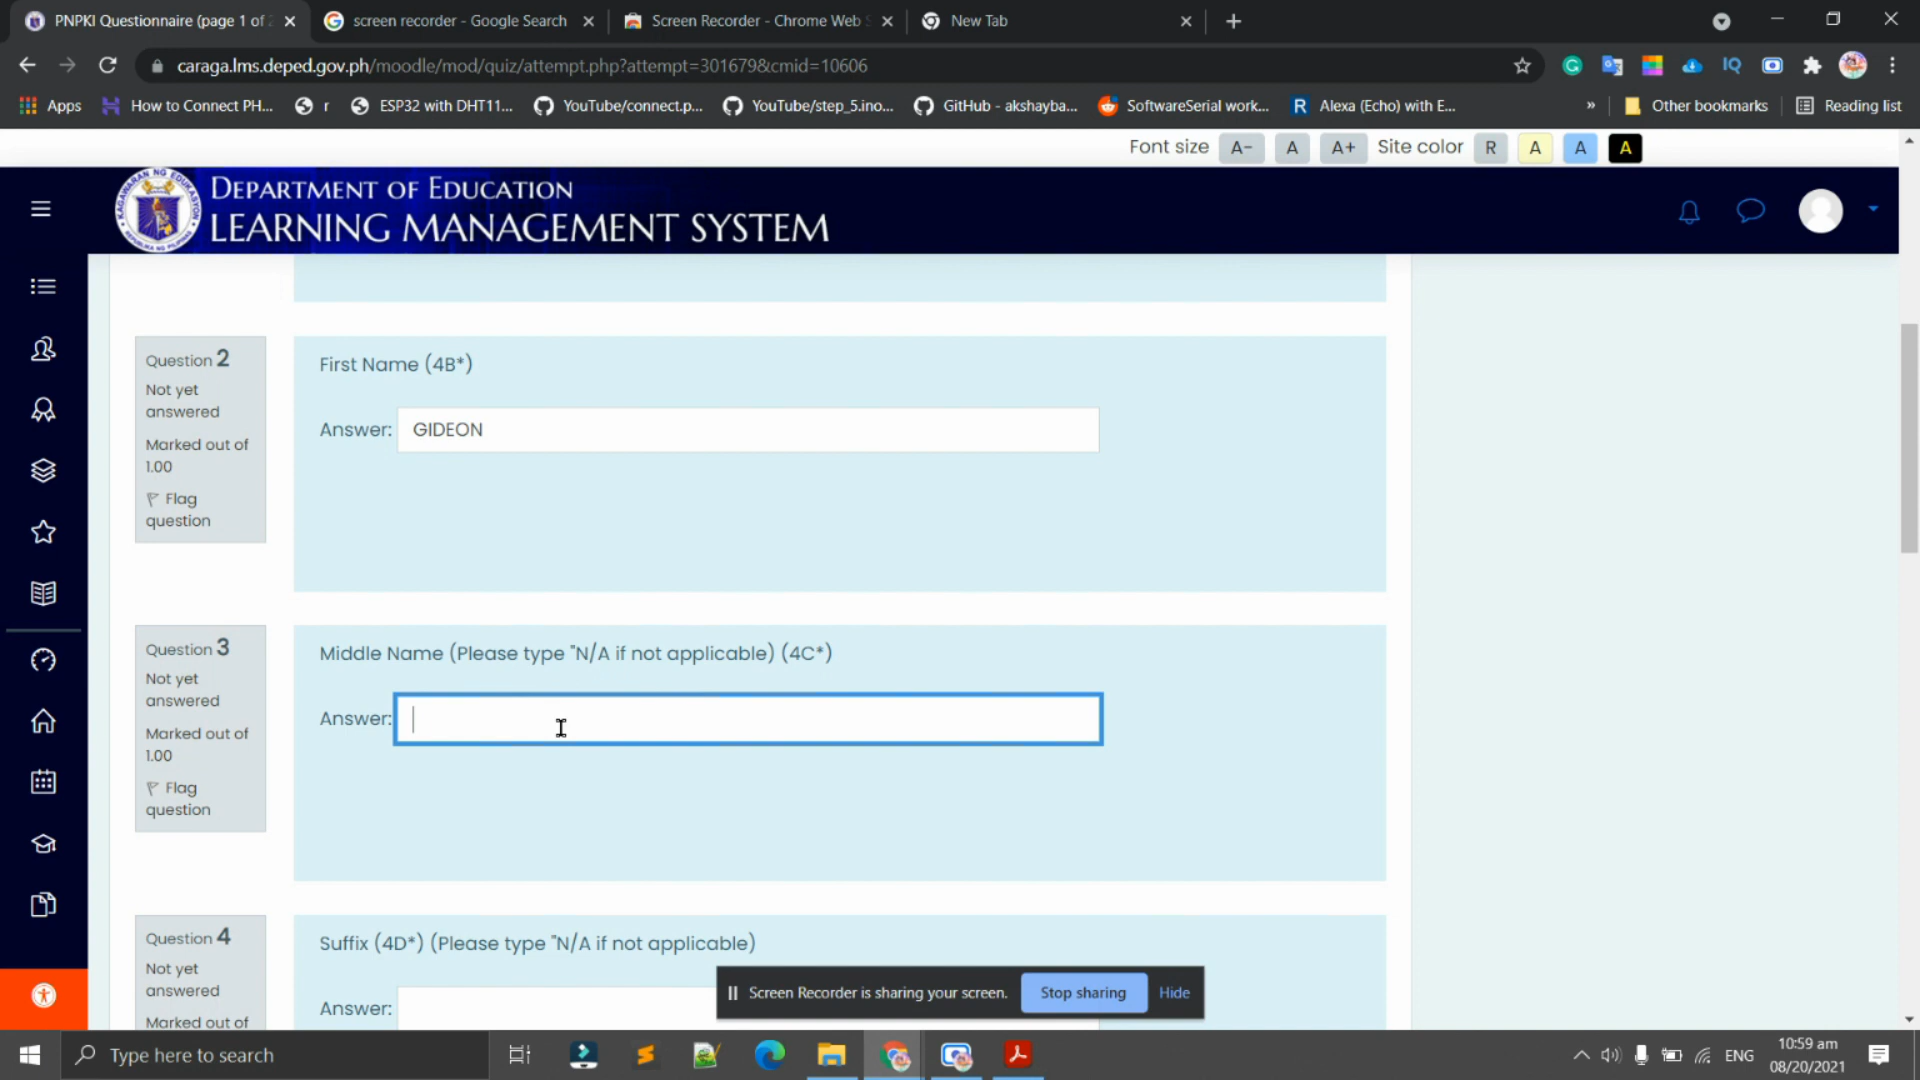 PNPKI Questionnaire (page 1 of 2
screen recorder - Google Search
Screen Recorder - Chrome Web S
New Tab
caraga.lms.deped.gov.ph/moodle/mod/quiz/attempt.php?attempt=301679&cmid=10606
Apps
How to Connect PH...
r
ESP32 with DHT11...
YouTube/connect.p...
YouTube/step_5.ino...
GitHub - akshayba...
SoftwareSerial work...
Alexa (Echo) with E...
»
Other bookmarks
Reading list
Font size A- A A+ Site color R A A A
DEPARTMENT OF EDUCATION
LEARNING MANAGEMENT SYSTEM
Question 2
Not yet
answered
Marked out of
1.00
Flag
question
First Name (4B*)
Answer: GIDEON
Question 3
Not yet
answered
Marked out of
1.00
Flag
question
Middle Name (Please type "N/A if not applicable) (4C*)
Answer:
Question 4
Not yet
answered
Marked out of
Suffix (4D*) (Please type "N/A if not applicable)
Answer:
Screen Recorder is sharing your screen.
Stop sharing
Hide
Type here to search
ENG
10:59 am
08/20/2021